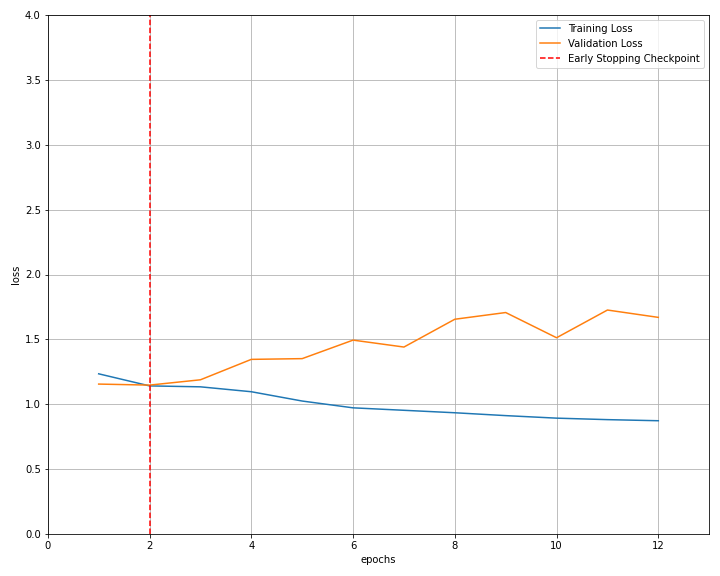 4.0
3.5
3.0
2.5
2.0
1.5
1.0
0.5
0.0
loss
Training Loss
Validation Loss
Early Stopping Checkpoint
0 2 4 6 8 10 12
epochs